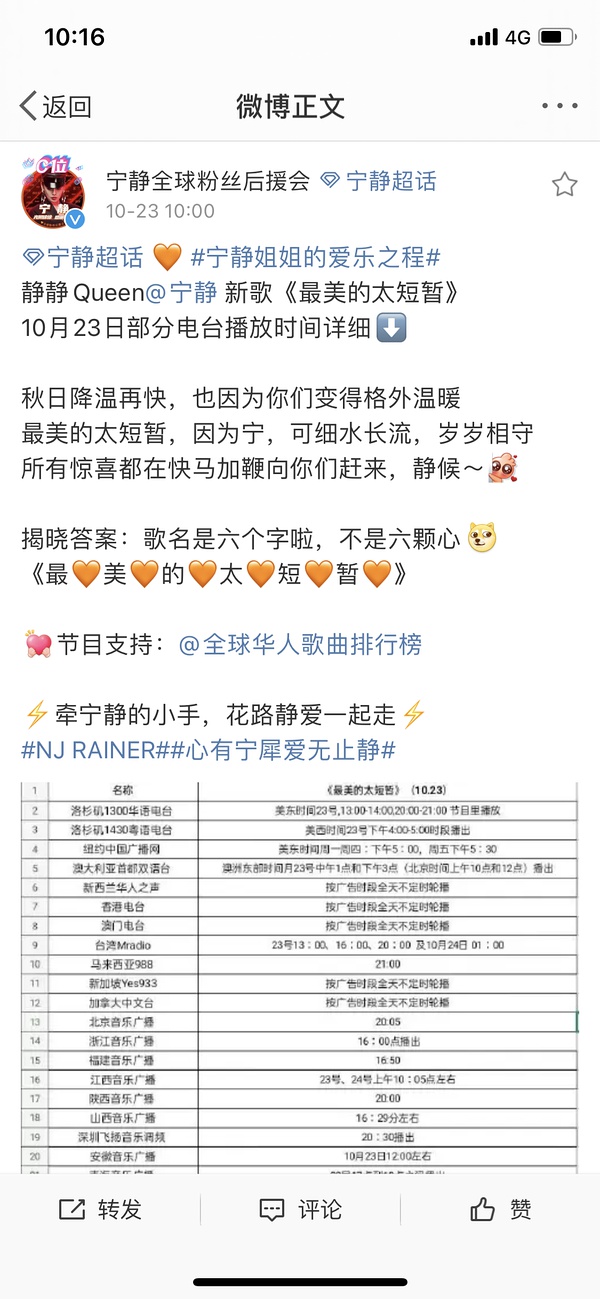 10:16
4G
返回
微博正文
C位
宁静
宁静全球粉丝后援会 宁静超话
10-23 10:00
宁静超话 🧡 #宁静姐姐的爱乐之程#
静静Queen@宁静 新歌《最美的太短暂》
10月23日部分电台播放时间详细⬇️
秋日降温再快，也因为你们变得格外温暖
最美的太短暂，因为宁，可细水长流，岁岁相守
所有惊喜都在快马加鞭向你们赶来，静候～
揭晓答案：歌名是六个字啦，不是六颗心
《最🧡美🧡的🧡太🧡短🧡暂🧡》
💓节目支持：@全球华人歌曲排行榜
⚡牵宁静的小手，花路静爱一起走⚡
#NJ RAINER##心有宁犀爱无止静#
1 名称 《最美的太短暂》（10.23）
2 洛杉矶1300华语电台 美东时间23号,13:00-14:00,20:00-21:00 节目里播放
3 洛杉矶1430粤语电台 美西时间23号下午4:00-5:00时段播出
4 纽约中国广播网 美东时间周一周四：下午5：00，周五下午5：30
5 澳大利亚首都双语台 澳洲东部时间月23号中午1点和下午3点（北京时间上午10点和12点）播出
6 新西兰华人之声 按广告时段全天不定时轮播
7 香港电台 按广告时段全天不定时轮播
8 澳门电台 按广告时段全天不定时轮播
9 台湾Mradio 23号13：00、16：00、20：00 及10月24日 01：00
10 马来西亚988 21:00
11 新加坡Yes933 按广告时段全天不定时轮播
12 加拿大中文台 按广告时段全天不定时轮播
13 北京音乐广播 20:05
14 浙江音乐广播 16：00点播出
15 福建音乐广播 16:50
16 江西音乐广播 23号、24号上午10：05点左右
17 陕西音乐广播 20:00
18 山西音乐广播 16：29分左右
19 深圳飞扬音乐调频 20：30播出
20 安徽音乐广播 10月23日12:00左右
转发
评论
赞